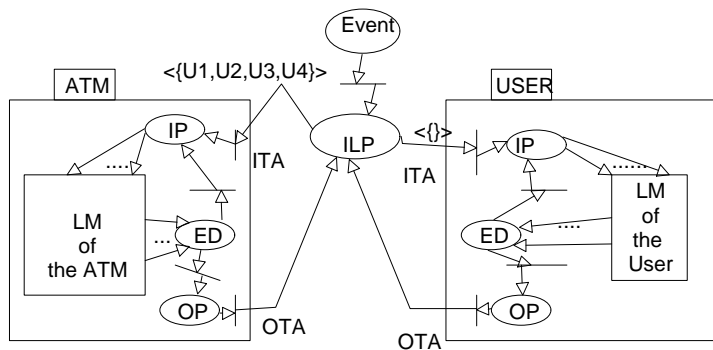 Event
<{U1,U2,U3,U4}>
ATM
USER
<{}>
IP
ILP
IP
ITA
ITA
....
......
LM
of
the ATM
...
ED
ED
....
LM
of
the
User
OP
OP
OTA
OTA